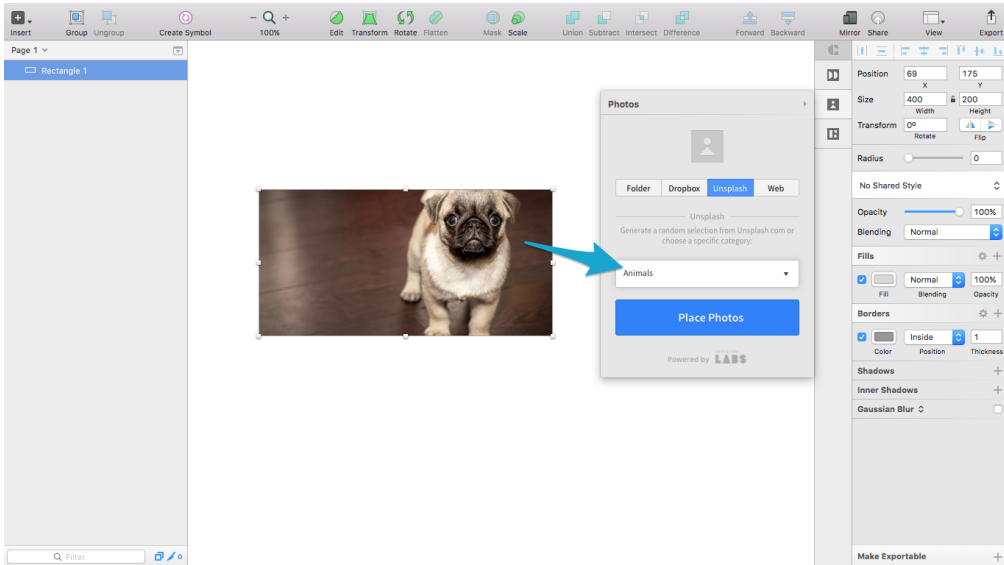 Insert
Group Ungroup
Create Symbol
− +
100%
Edit Transform Rotate Flatten
Mask Scale
Union Subtract Intersect Difference
Forward Backward
Mirror Share
View
Export
Page 1
Rectangle 1
Filter
0
Photos
Folder Dropbox Unsplash Web
Unsplash
Generate a random selection from Unsplash.com or
choose a specific category:
Animals
Place Photos
Powered by LABS
Position 69 175
X Y
Size 400 200
Width Height
Transform 0º
Rotate Flip
Radius 0
No Shared Style
Opacity 100%
Blending Normal
Fills
Normal 100%
Fill Blending Opacity
Borders
Inside 1
Color Position Thickness
Shadows
Inner Shadows
Gaussian Blur
Make Exportable